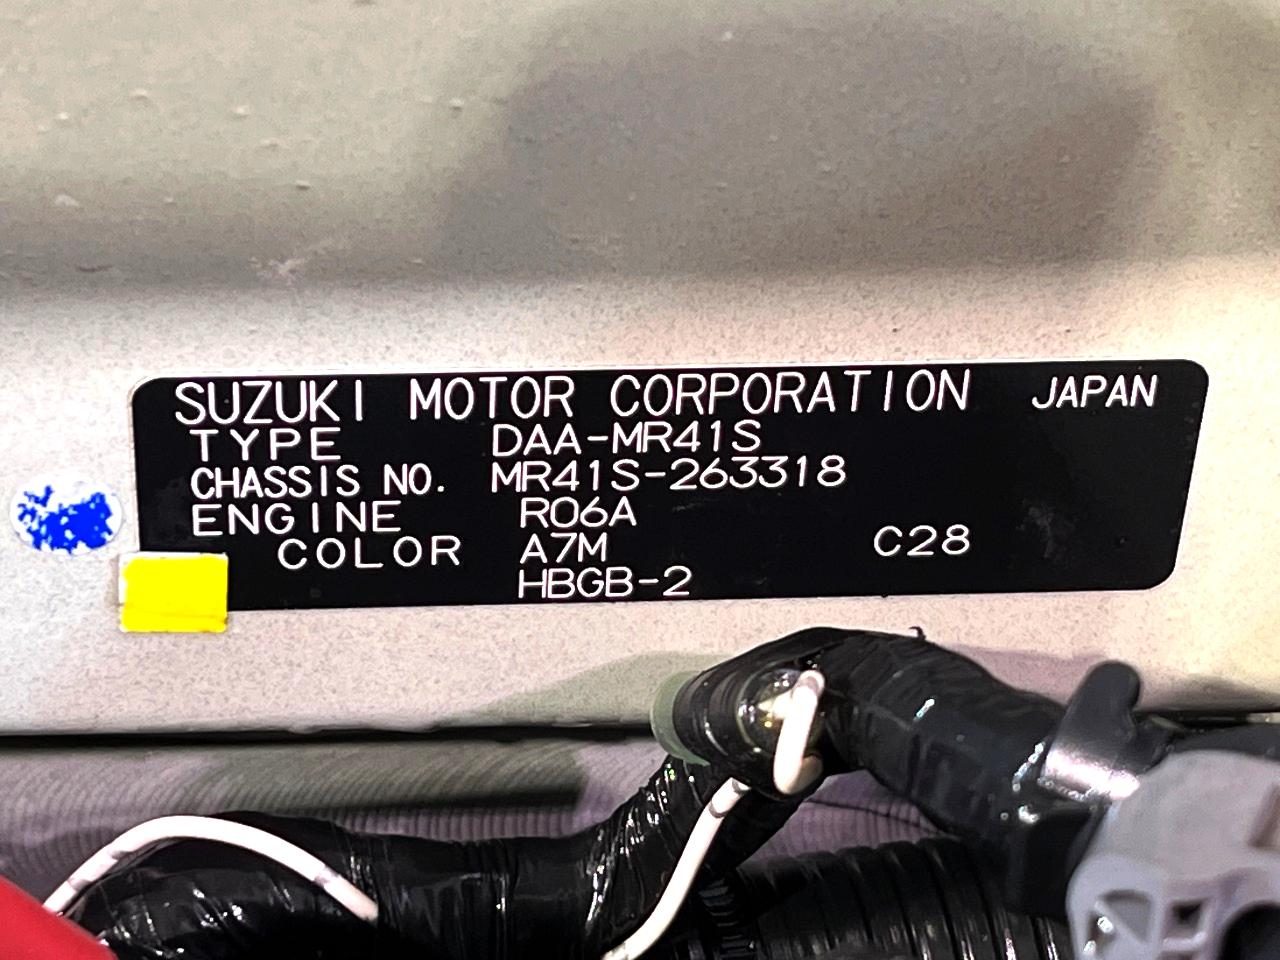 SUZUKI MOTOR CORPORATION JAPAN
TYPE DAA-MR41S
CHASSIS NO. MR41S-263318
ENGINE R06A
COLOR A7M C28
HBGB-2